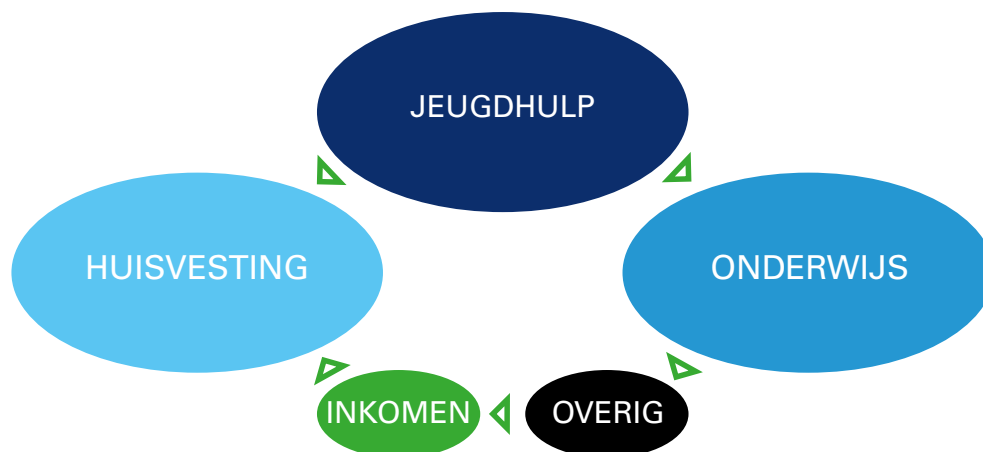 JEUGDHULP
HUISVESTING
ONDERWIJS
INKOMEN
OVERIG